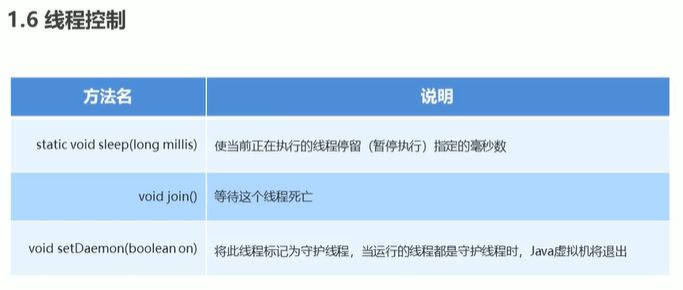 1.6 线程控制
方法名 说明
static void sleep(long millis) 使当前正在执行的线程停留（暂停执行）指定的毫秒数
void join() 等待这个线程死亡
void setDaemon(boolean on) 将此线程标记为守护线程，当运行的线程都是守护线程时，Java虚拟机将退出